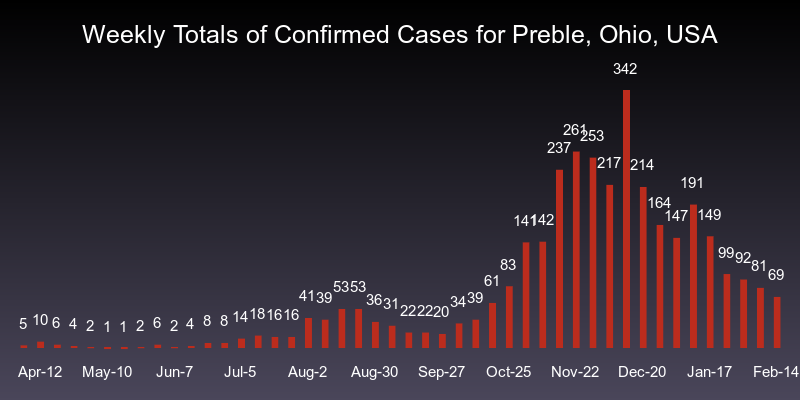 Weekly Totals of Confirmed Cases for Preble, Ohio, USA
5 10 6 4 2 1 1 2 6 2 4 8 8 14 18 16 16 41 39 53 53 36 31 22 22 20 34 39 61 83 141 142 237 261 253 217 342 214 164 147 191 149 99 92 81 69
Apr-12 May-10 Jun-7 Jul-5 Aug-2 Aug-30 Sep-27 Oct-25 Nov-22 Dec-20 Jan-17 Feb-14